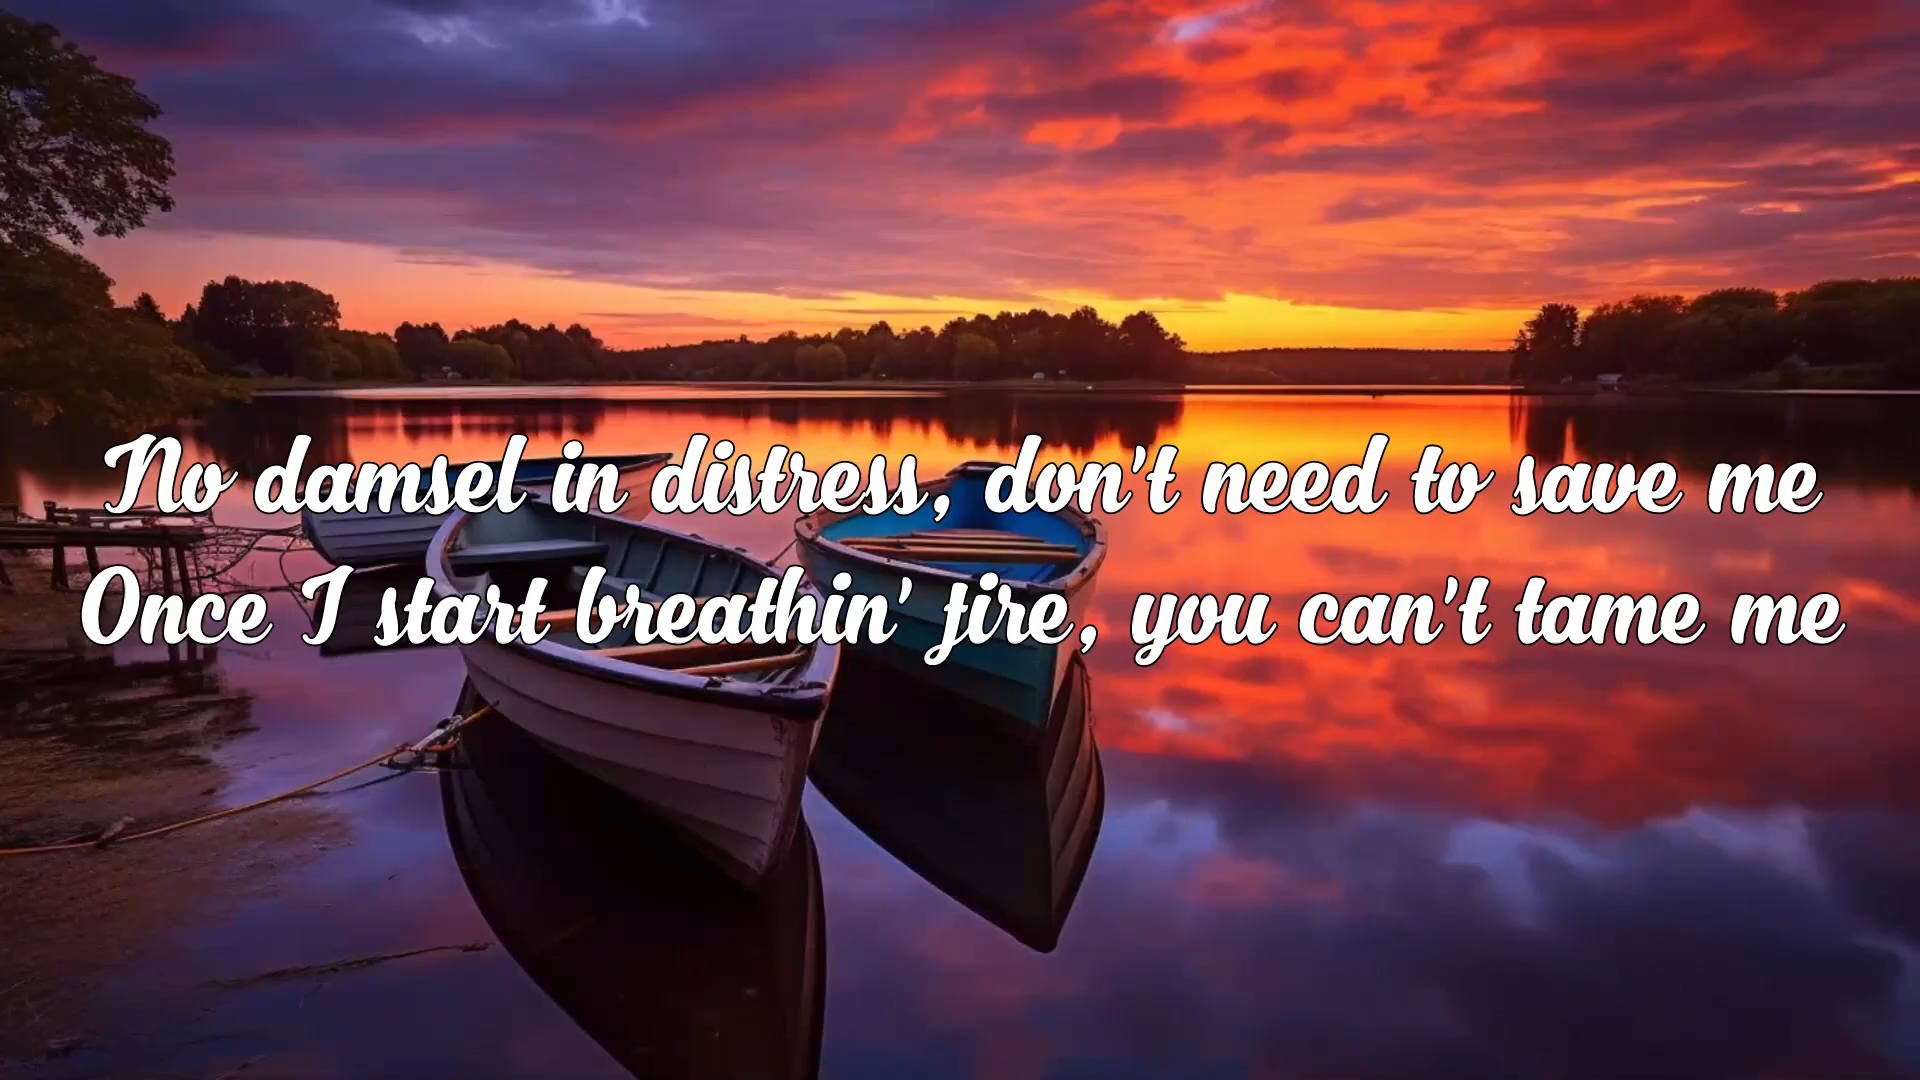 No damsel in distress, don't need to save me
Once I start breathin' fire, you can't tame me